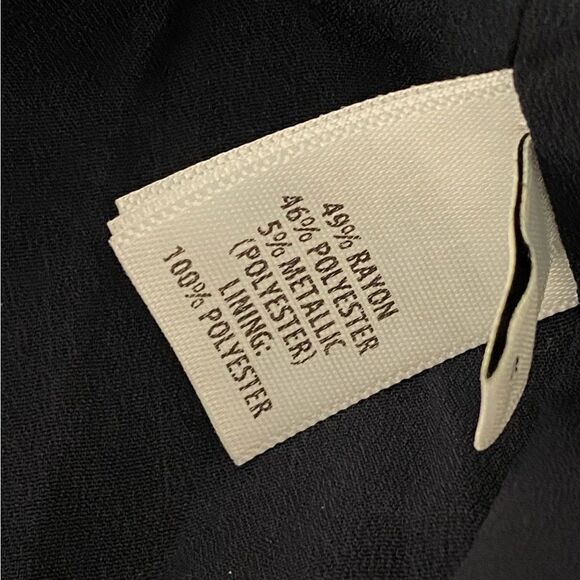 49% RAYON
46% POLYESTER
5% METALLIC
(POLYESTER)
LINING:
100% POLYESTER